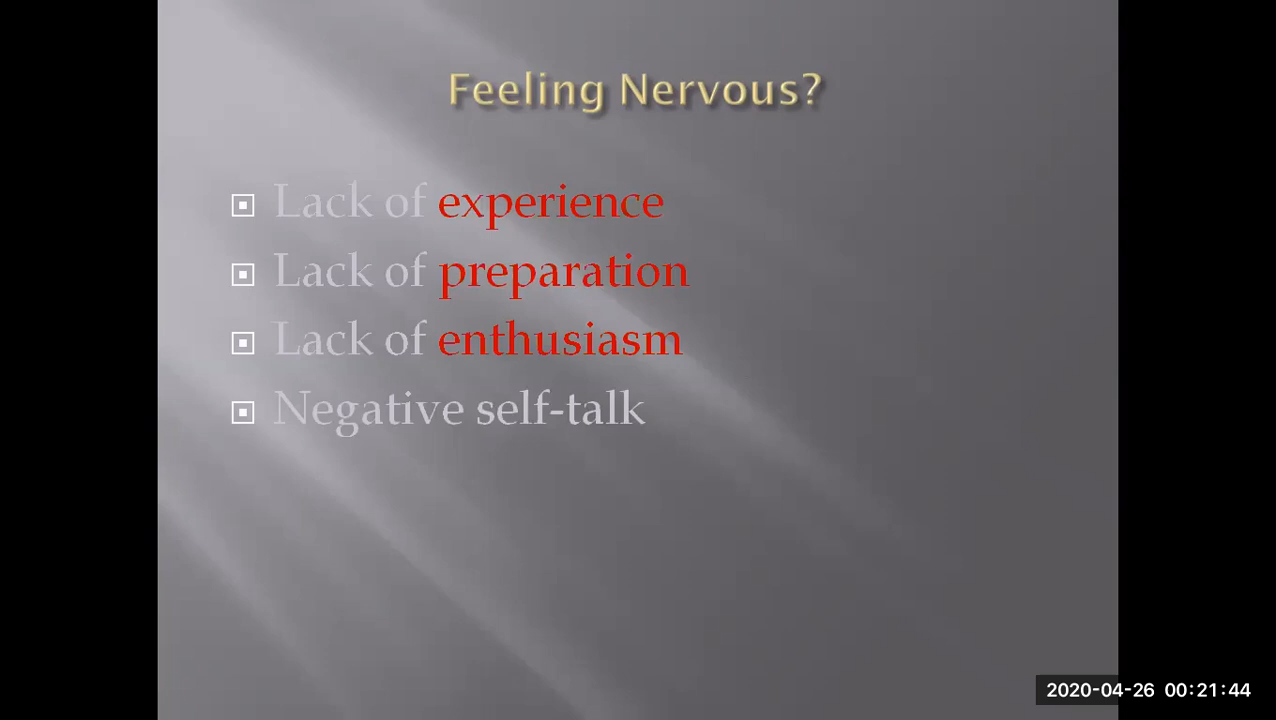 Feeling Nervous?
Lack of experience
Lack of preparation
Lack of enthusiasm
Negative self-talk
2020-04-26 00:21:44